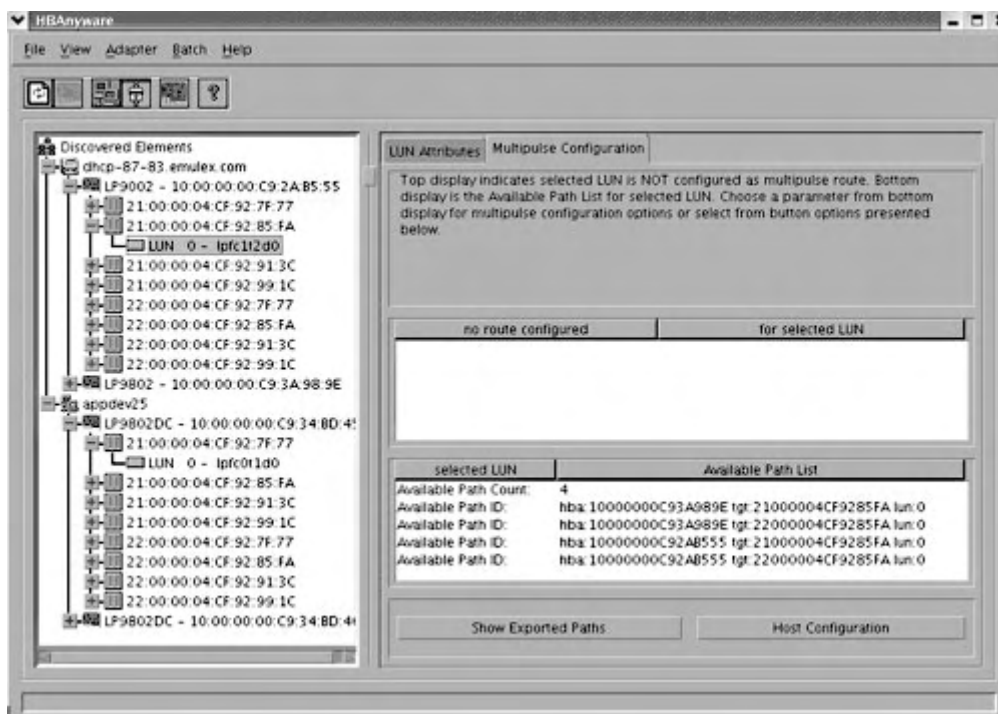 HBAnyware
File View Adapter Batch Help
Discovered Elements
dhcp-87-83.emulex.com
LP9002 - 10:00:00:00:C9:2A:B5:55
21:00:00:04:CF:92:7F:77
21:00:00:04:CF:92:85:FA
LUN 0 - lpfc1t2d0
21:00:00:04:CF:92:91:3C
21:00:00:04:CF:92:99:1C
22:00:00:04:CF:92:7F:77
22:00:00:04:CF:92:85:FA
22:00:00:04:CF:92:91:3C
22:00:00:04:CF:92:99:1C
LP9802 - 10:00:00:00:C9:3A:98:9E
appdev25
LP9802DC - 10:00:00:00:C9:34:BD:45
21:00:00:04:CF:92:7F:77
LUN 0 - lpfc0t1d0
21:00:00:04:CF:92:85:FA
21:00:00:04:CF:92:91:3C
21:00:00:04:CF:92:99:1C
22:00:00:04:CF:92:7F:77
22:00:00:04:CF:92:85:FA
22:00:00:04:CF:92:91:3C
22:00:00:04:CF:92:99:1C
LP9802DC - 10:00:00:00:C9:34:BD:4
LUN Attributes Multipulse Configuration
Top display indicates selected LUN is NOT configured as multipulse route. Bottom
display is the Available Path List for selected LUN. Choose a parameter from bottom
display for multipulse configuration options or select from button options presented
below.
no route configured for selected LUN
selected LUN Available Path List
Available Path Count: 4
Available Path ID: hba:10000000C93A989E tgt:21000004CF9285FA lun:0
Available Path ID: hba:10000000C93A989E tgt:22000004CF9285FA lun:0
Available Path ID: hba:10000000C92AB555 tgt:21000004CF9285FA lun:0
Available Path ID: hba:10000000C92AB555 tgt:22000004CF9285FA lun:0
Show Exported Paths Host Configuration